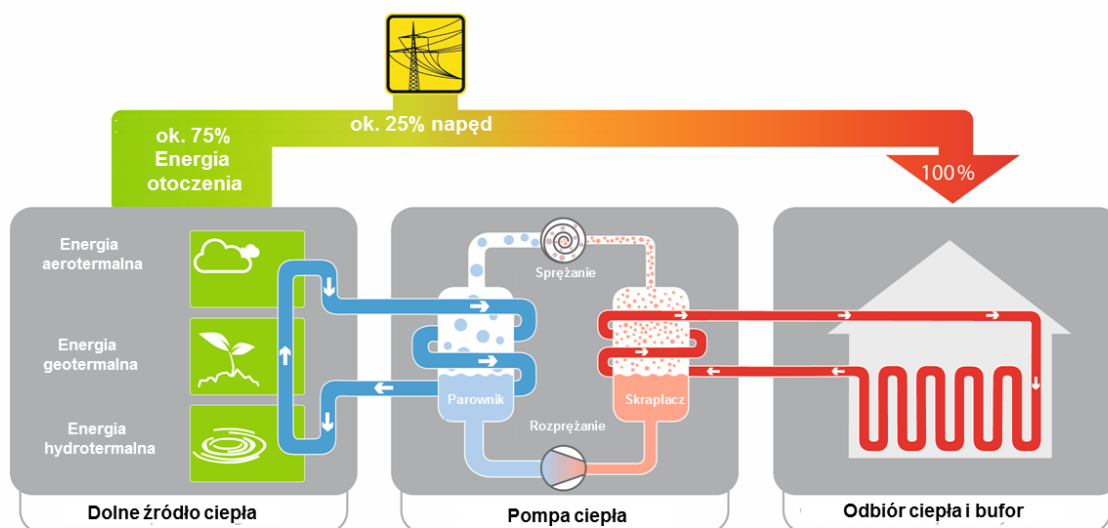 ok. 75%
Energia
otoczenia
ok. 25% napęd
100%
Energia
aerotermalna
Energia
geotermalna
Energia
hydrotermalna
Sprężanie
Parownik
Skraplacz
Rozprężanie
Dolne źródło ciepła
Pompa ciepła
Odbiór ciepła i bufor